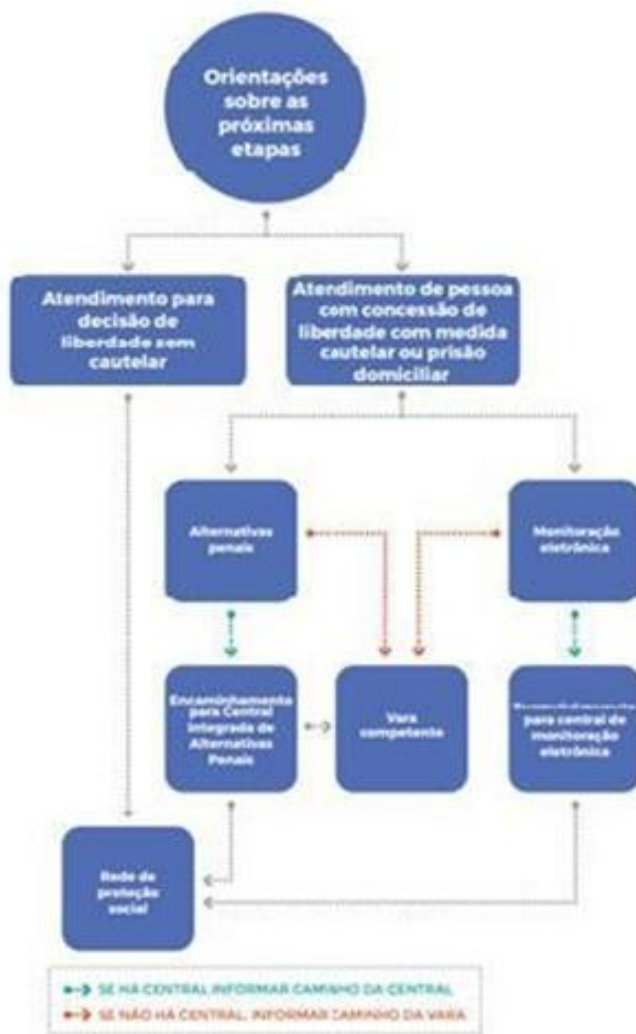 Orientações
sobre as
próximas
etapas
Atendimento para
decisão de
liberdade sem
cautelar
Atendimento de pessoa
com concessão de
liberdade com medida
cautelar ou prisão
domiciliar
Alternativas
penais
Monitoração
eletrônica
Encaminhamento
para Central
Integrada de
Alternativas
Penais
Vara
competente
para central de
monitoração
eletrônica
Rede de
proteção
social
SE HÁ CENTRAL INFORMAR CAMINHO DA CENTRAL
SE NÃO HÁ CENTRAL, INFORMAR CAMINHO DA VARA